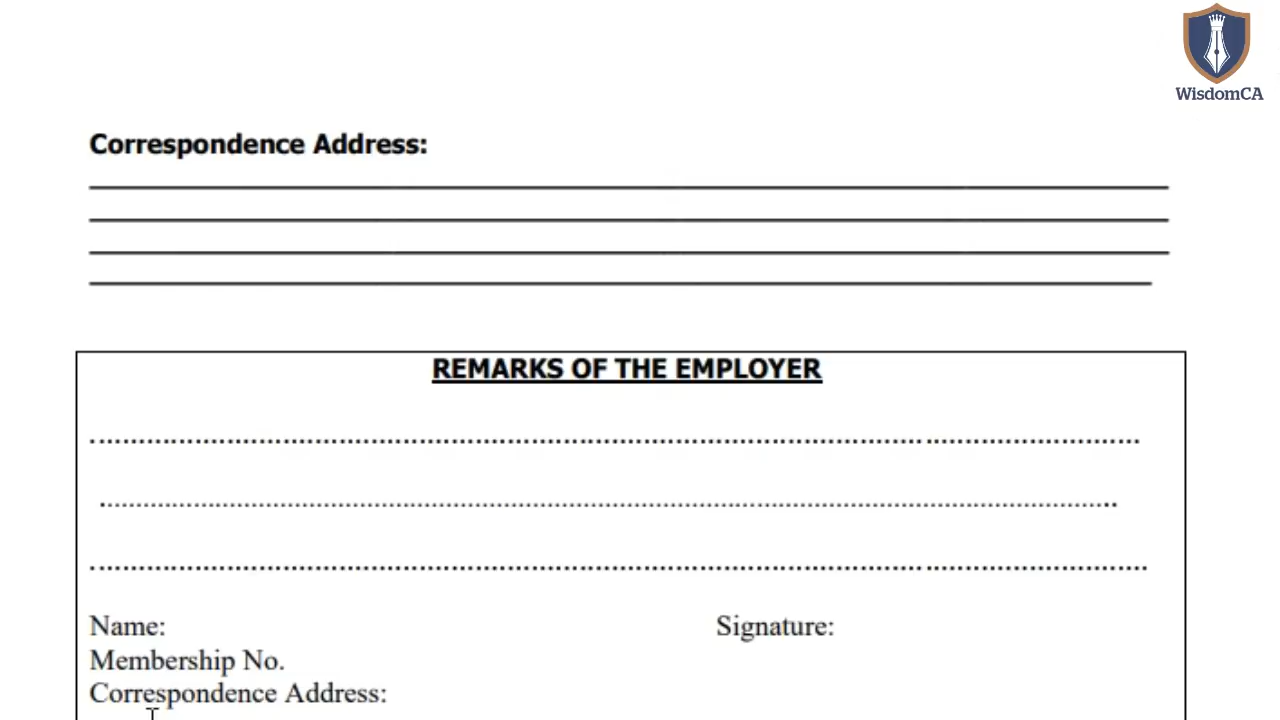 WisdomCA
Correspondence Address:
REMARKS OF THE EMPLOYER
Name: Signature:
Membership No.
Correspondence Address: